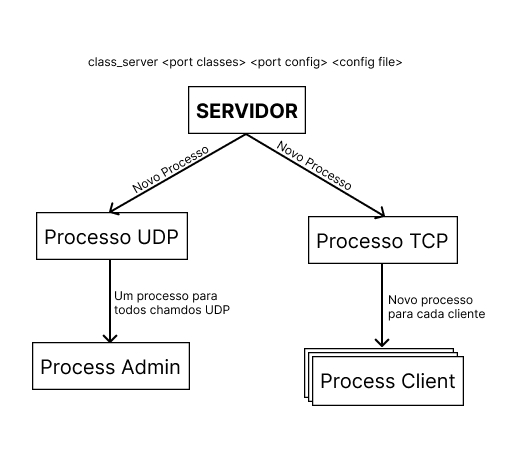 class_server <port classes> <port config> <config file>
SERVIDOR
Novo Processo
Novo Processo
Processo UDP
Processo TCP
Um processo para
todos chamdos UDP
Novo processo
para cada cliente
Process Admin
Process Client